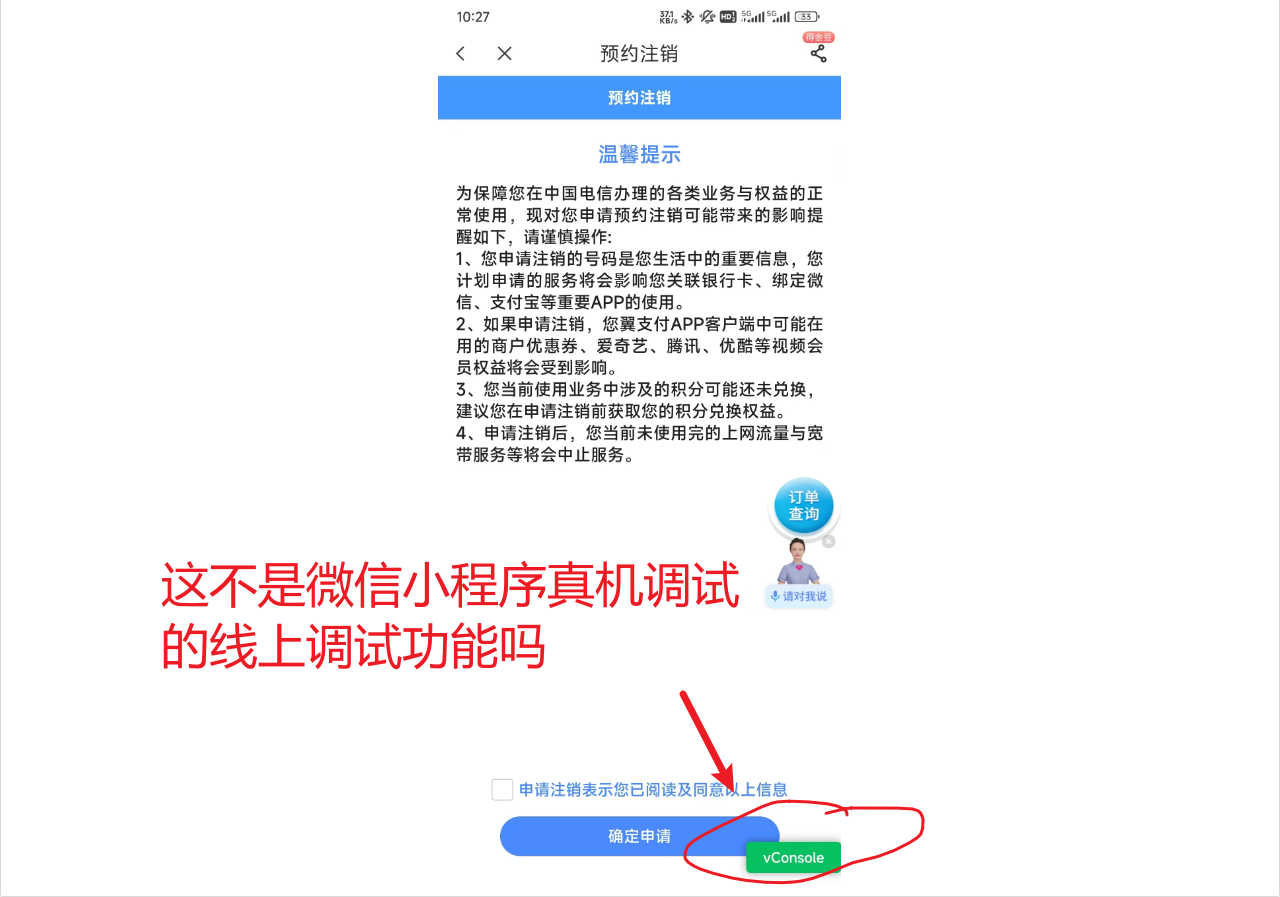 10:27
37.1
KB/s
HD
2
5G
5G
33
得金豆
预约注销
预约注销
温馨提示
为保障您在中国电信办理的各类业务与权益的正
常使用，现对您申请预约注销可能带来的影响提
醒如下，请谨慎操作:
1、您申请注销的号码是您生活中的重要信息，您
计划申请的服务将会影响您关联银行卡、绑定微
信、支付宝等重要APP的使用。
2、如果申请注销，您翼支付APP客户端中可能在
用的商户优惠券、爱奇艺、腾讯、优酷等视频会
员权益将会受到影响。
3、您当前使用业务中涉及的积分可能还未兑换，
建议您在申请注销前获取您的积分兑换权益。
4、申请注销后，您当前未使用完的上网流量与宽
带服务等将会中止服务。
订单
查询
请对我说
这不是微信小程序真机调试
的线上调试功能吗
申请注销表示您已阅读及同意以上信息
确定申请
vConsole